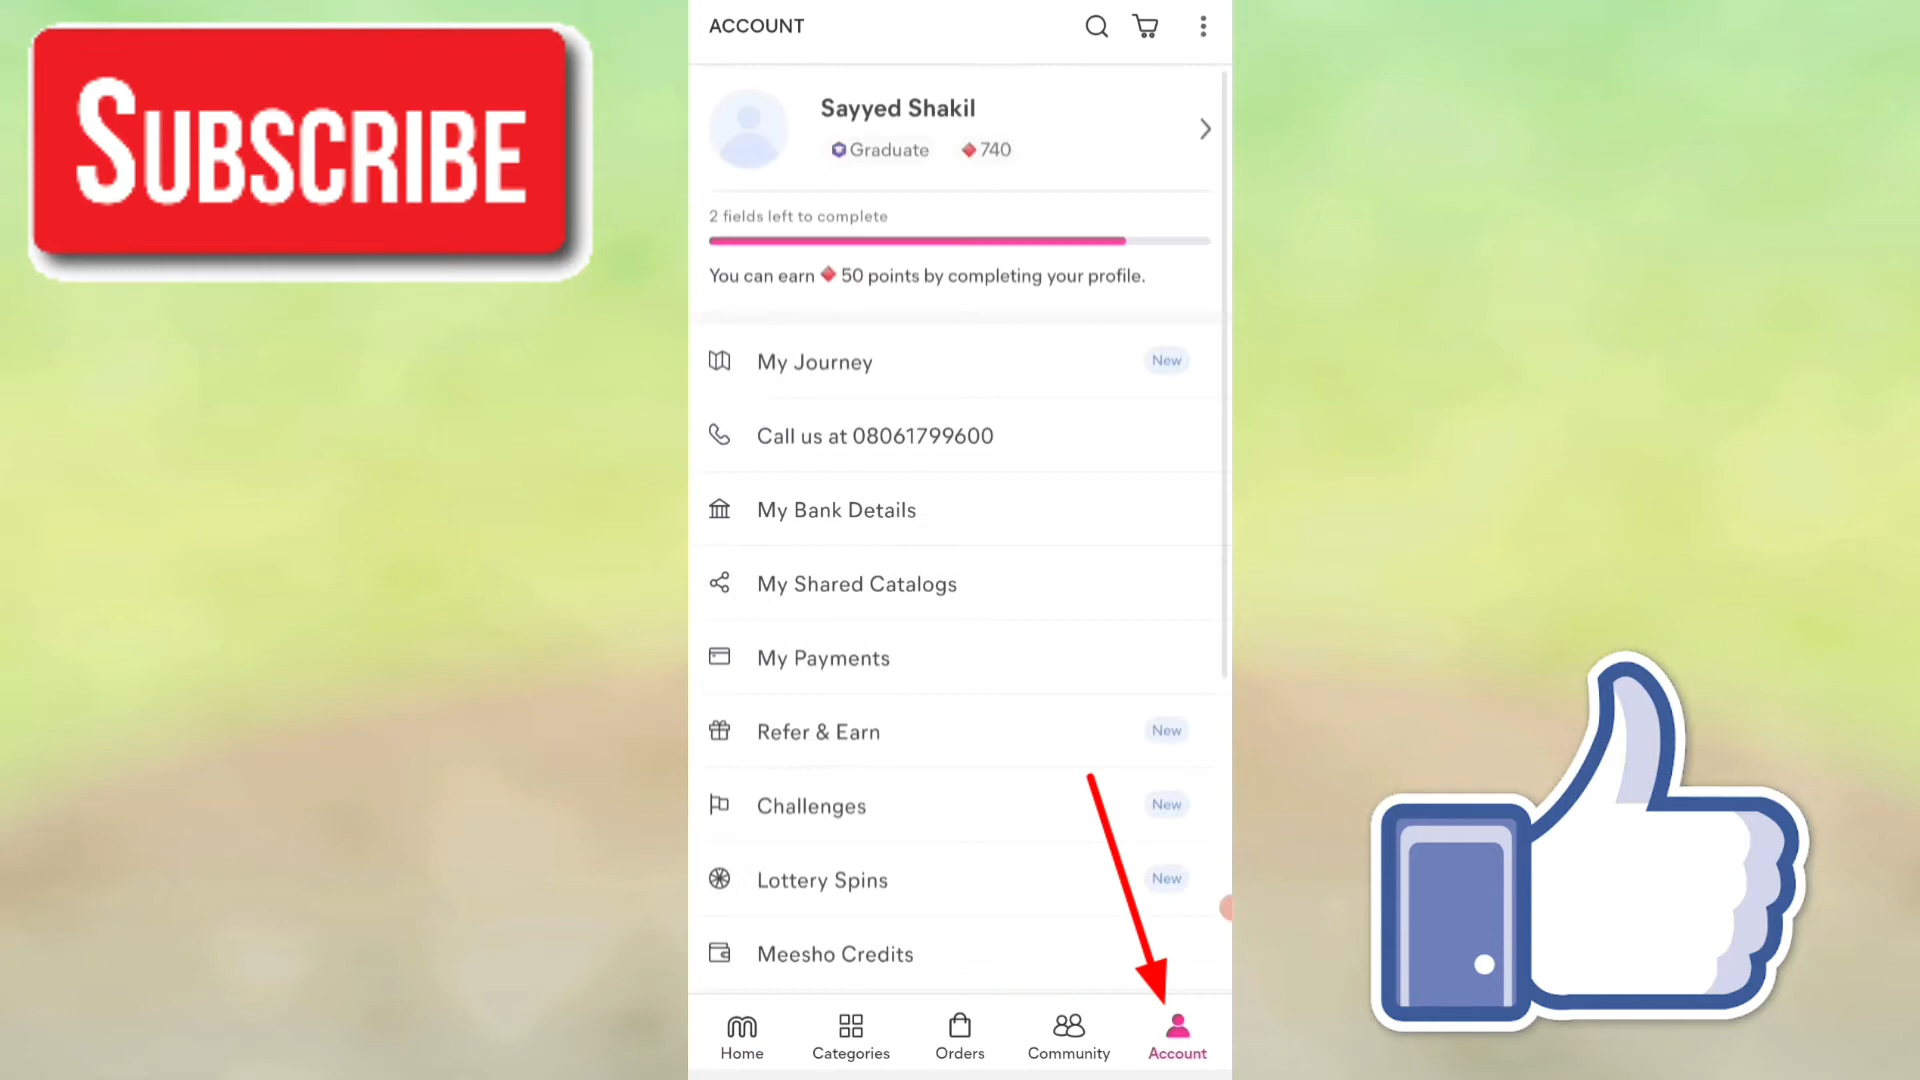 SUBSCRIBE
ACCOUNT
Sayyed Shakil
Graduate 740
2 fields left to complete
You can earn 50 points by completing your profile.
My Journey New
Call us at 08061799600
My Bank Details
My Shared Catalogs
My Payments
Refer & Earn New
Challenges New
Lottery Spins New
Meesho Credits
Home Categories Orders Community Account